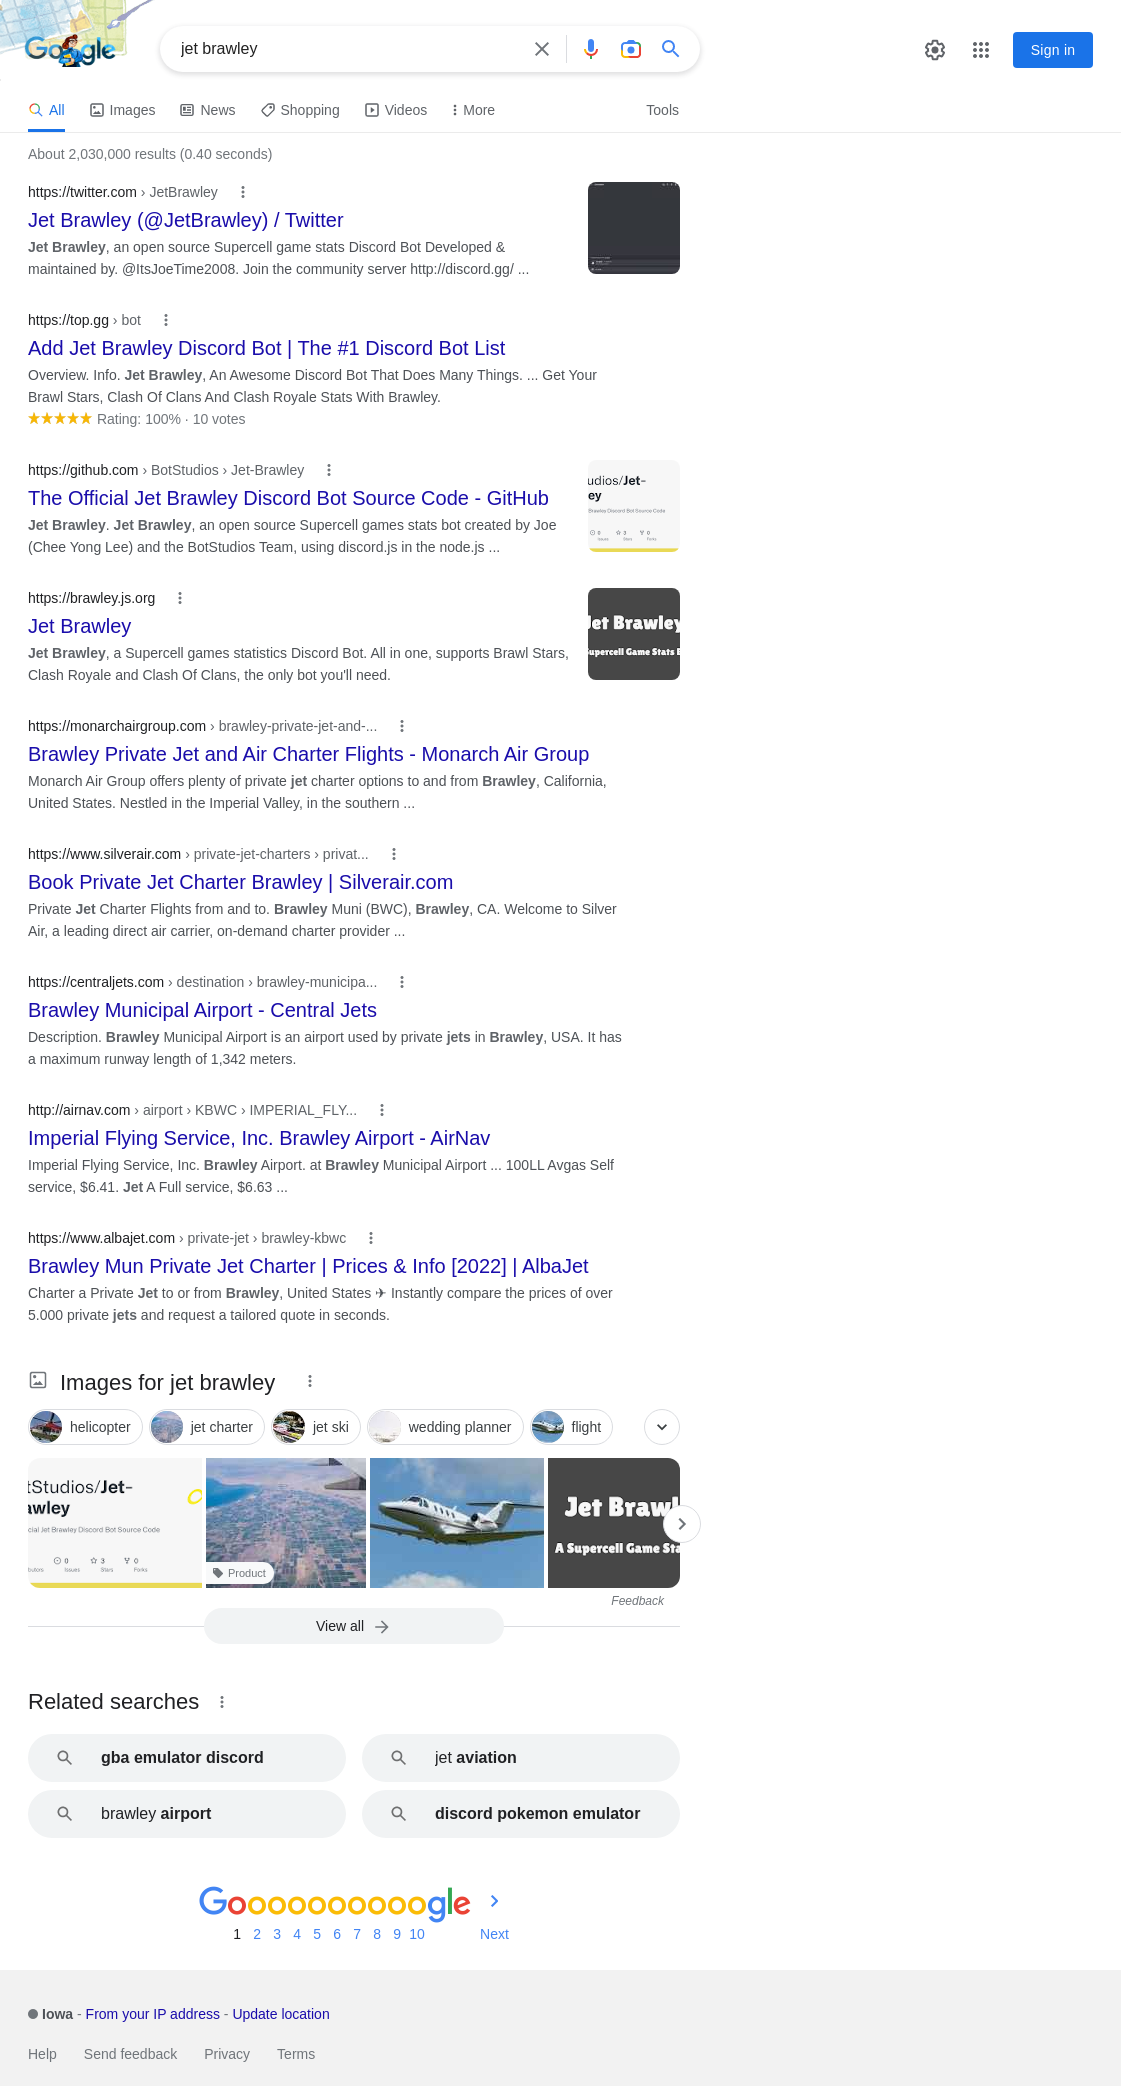 Google
jet brawley
Sign in
All Images News Shopping Videos More Tools
About 2,030,000 results (0.40 seconds)
https://twitter.com › JetBrawley
Jet Brawley (@JetBrawley) / Twitter
Jet Brawley, an open source Supercell game stats Discord Bot Developed &
maintained by. @ItsJoeTime2008. Join the community server http://discord.gg/ ...
https://top.gg › bot
Add Jet Brawley Discord Bot | The #1 Discord Bot List
Overview. Info. Jet Brawley, An Awesome Discord Bot That Does Many Things. ... Get Your
Brawl Stars, Clash Of Clans And Clash Royale Stats With Brawley.
Rating: 100% · 10 votes
https://github.com › BotStudios › Jet-Brawley
The Official Jet Brawley Discord Bot Source Code - GitHub
Jet Brawley. Jet Brawley, an open source Supercell games stats bot created by Joe
(Chee Yong Lee) and the BotStudios Team, using discord.js in the node.js ...
udios/Jet-
ey
Brawley Discord Bot Source Code
0 3 0
Issues Stars Forks
https://brawley.js.org
Jet Brawley
Jet Brawley, a Supercell games statistics Discord Bot. All in one, supports Brawl Stars,
Clash Royale and Clash Of Clans, the only bot you'll need.
Jet Brawley
Supercell Game Stats B
https://monarchairgroup.com › brawley-private-jet-and-...
Brawley Private Jet and Air Charter Flights - Monarch Air Group
Monarch Air Group offers plenty of private jet charter options to and from Brawley, California,
United States. Nestled in the Imperial Valley, in the southern ...
https://www.silverair.com › private-jet-charters › privat...
Book Private Jet Charter Brawley | Silverair.com
Private Jet Charter Flights from and to. Brawley Muni (BWC), Brawley, CA. Welcome to Silver
Air, a leading direct air carrier, on-demand charter provider ...
https://centraljets.com › destination › brawley-municipa...
Brawley Municipal Airport - Central Jets
Description. Brawley Municipal Airport is an airport used by private jets in Brawley, USA. It has
a maximum runway length of 1,342 meters.
http://airnav.com › airport › KBWC › IMPERIAL_FLY...
Imperial Flying Service, Inc. Brawley Airport - AirNav
Imperial Flying Service, Inc. Brawley Airport. at Brawley Municipal Airport ... 100LL Avgas Self
service, $6.41. Jet A Full service, $6.63 ...
https://www.albajet.com › private-jet › brawley-kbwc
Brawley Mun Private Jet Charter | Prices & Info [2022] | AlbaJet
Charter a Private Jet to or from Brawley, United States ✈ Instantly compare the prices of over
5.000 private jets and request a tailored quote in seconds.
Images for jet brawley
helicopter jet charter jet ski wedding planner flight
tStudios/Jet-
awley
cial Jet Brawley Discord Bot Source Code
0 3 0
butors Issues Stars Forks
Product
Jet Brawl
A Supercell Game Sta
Feedback
View all
Related searches
gba emulator discord
jet aviation
brawley airport
discord pokemon emulator
Goooooooooogle
1 2 3 4 5 6 7 8 9 10 Next
Iowa - From your IP address - Update location
Help Send feedback Privacy Terms